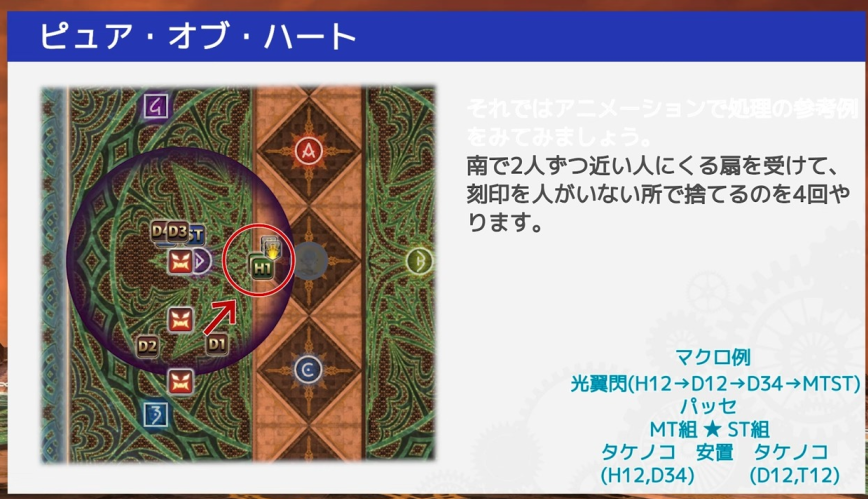 ピュア・オブ・ハート
それではアニメーションで処理の参考例
をみてみましょう。
南で2人ずつ近い人にくる扇を受けて、
刻印を人がいない所で捨てるのを4回や
ります。
A
D3
ST
H1
D2
D1
C
3
マクロ例
光翼閃(H12→D12→D34→MTST)
パッセ
MT組 ★ ST組
タケノコ 安置 タケノコ
(H12,D34) (D12,T12)